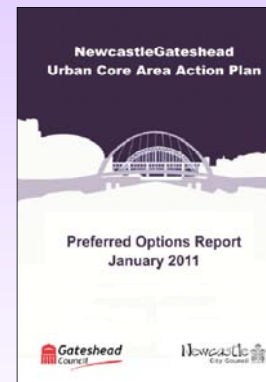 NewcastleGateshead
Urban Core Area Action Plan
Preferred Options Report
January 2011
Gateshead
Council
Newcastle
City Council